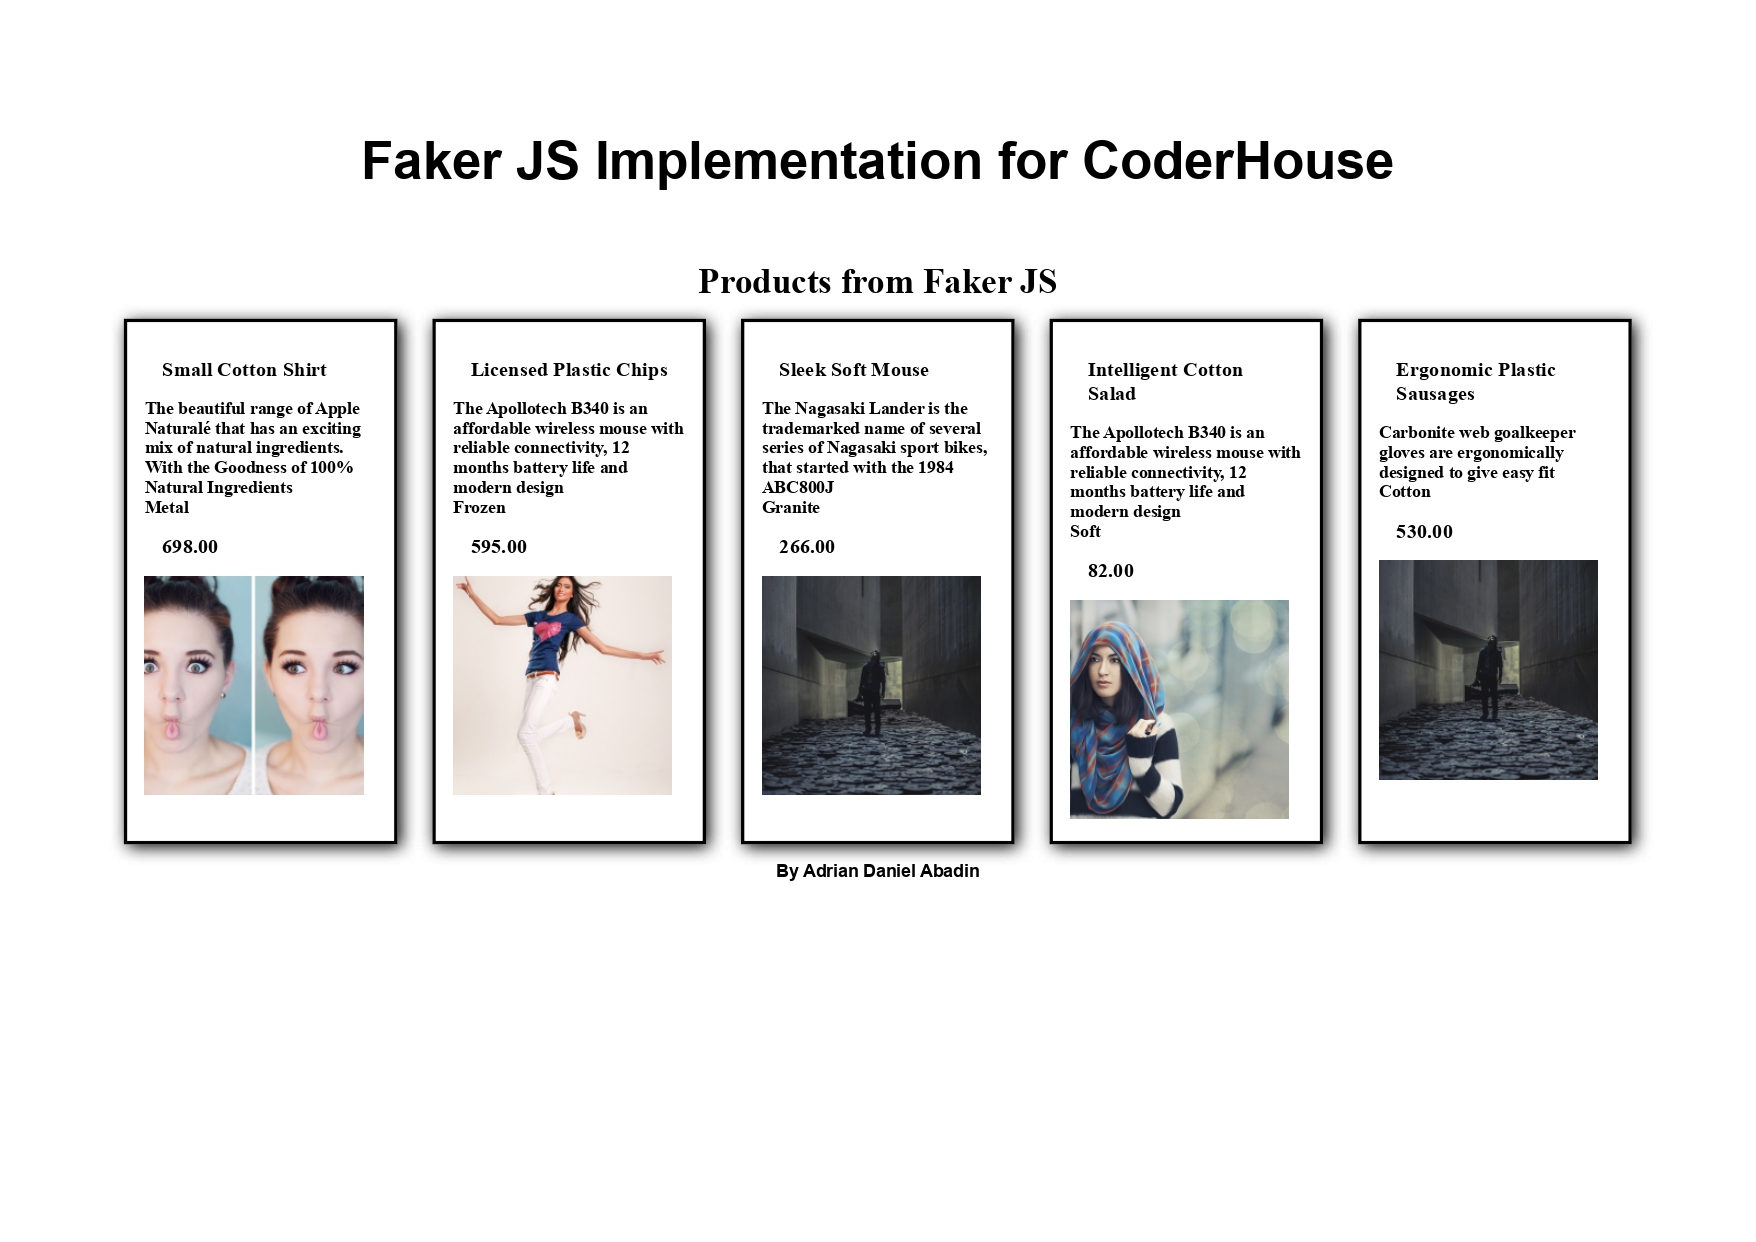 Faker JS Implementation for CoderHouse
Products from Faker JS
Small Cotton Shirt
The beautiful range of Apple
Naturalé that has an exciting
mix of natural ingredients.
With the Goodness of 100%
Natural Ingredients
Metal
698.00
Licensed Plastic Chips
The Apollotech B340 is an
affordable wireless mouse with
reliable connectivity, 12
months battery life and
modern design
Frozen
595.00
Sleek Soft Mouse
The Nagasaki Lander is the
trademarked name of several
series of Nagasaki sport bikes,
that started with the 1984
ABC800J
Granite
266.00
Intelligent Cotton
Salad
The Apollotech B340 is an
affordable wireless mouse with
reliable connectivity, 12
months battery life and
modern design
Soft
82.00
Ergonomic Plastic
Sausages
Carbonite web goalkeeper
gloves are ergonomically
designed to give easy fit
Cotton
530.00
By Adrian Daniel Abadin